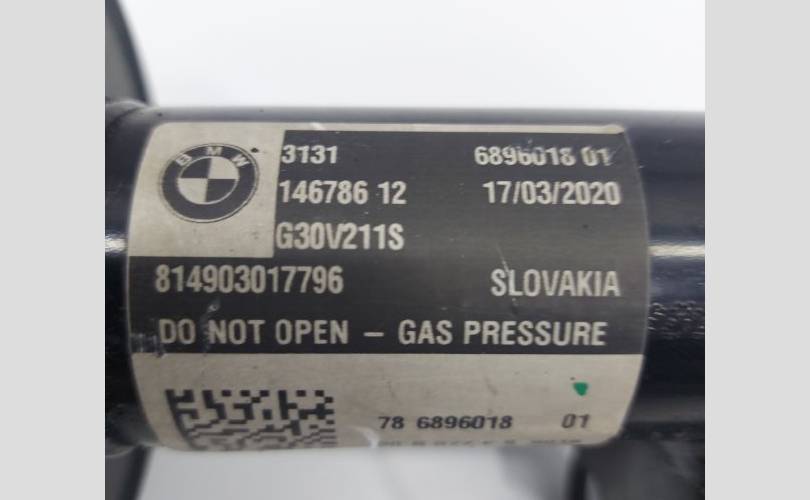 BMW
3131 6896018 01
146786 12 17/03/2020
G30V211S
814903017796 SLOVAKIA
DO NOT OPEN – GAS PRESSURE
78 6896018 01